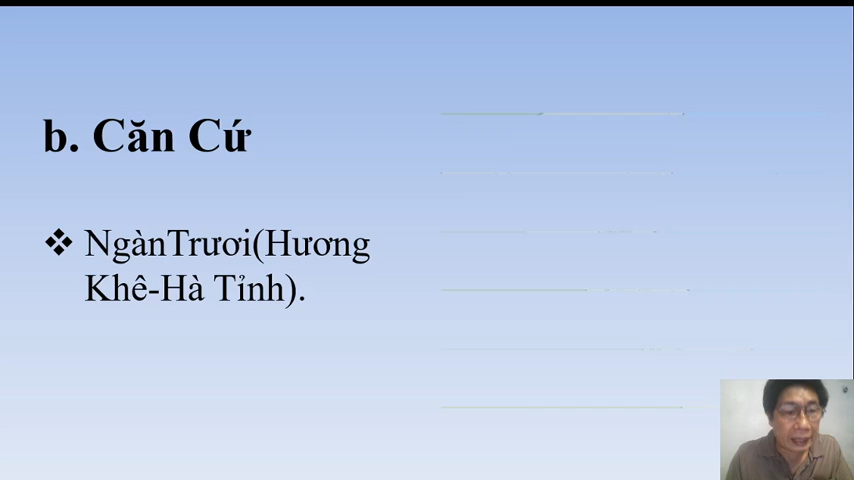 b. Căn Cứ
❖ NgànTrươi(Hương
Khê-Hà Tỉnh).